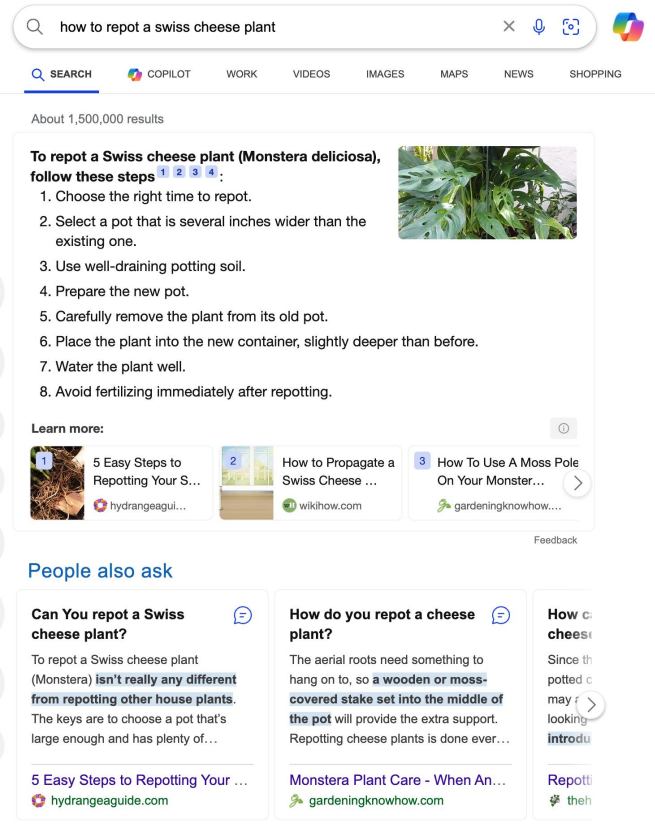 how to repot a swiss cheese plant
SEARCH
COPILOT
WORK
VIDEOS
IMAGES
MAPS
NEWS
SHOPPING
About 1,500,000 results
To repot a Swiss cheese plant (Monstera deliciosa),
follow these steps 1 2 3 4 :
1. Choose the right time to repot.
2. Select a pot that is several inches wider than the
existing one.
3. Use well-draining potting soil.
4. Prepare the new pot.
5. Carefully remove the plant from its old pot.
6. Place the plant into the new container, slightly deeper than before.
7. Water the plant well.
8. Avoid fertilizing immediately after repotting.
Learn more:
1
5 Easy Steps to
Repotting Your S...
hydrangeagui...
2
How to Propagate a
Swiss Cheese ...
wikihow.com
3
How To Use A Moss Pole
On Your Monster...
gardeningknowhow....
Feedback
People also ask
Can You repot a Swiss
cheese plant?
To repot a Swiss cheese plant
(Monstera) isn’t really any different
from repotting other house plants.
The keys are to choose a pot that’s
large enough and has plenty of...
5 Easy Steps to Repotting Your ...
hydrangeaguide.com
How do you repot a cheese
plant?
The aerial roots need something to
hang on to, so a wooden or moss-
covered stake set into the middle of
the pot will provide the extra support.
Repotting cheese plants is done ever...
Monstera Plant Care - When An...
gardeningknowhow.com
How
cheese
Since th
potted
may
looking
introdu
Repotti
theh